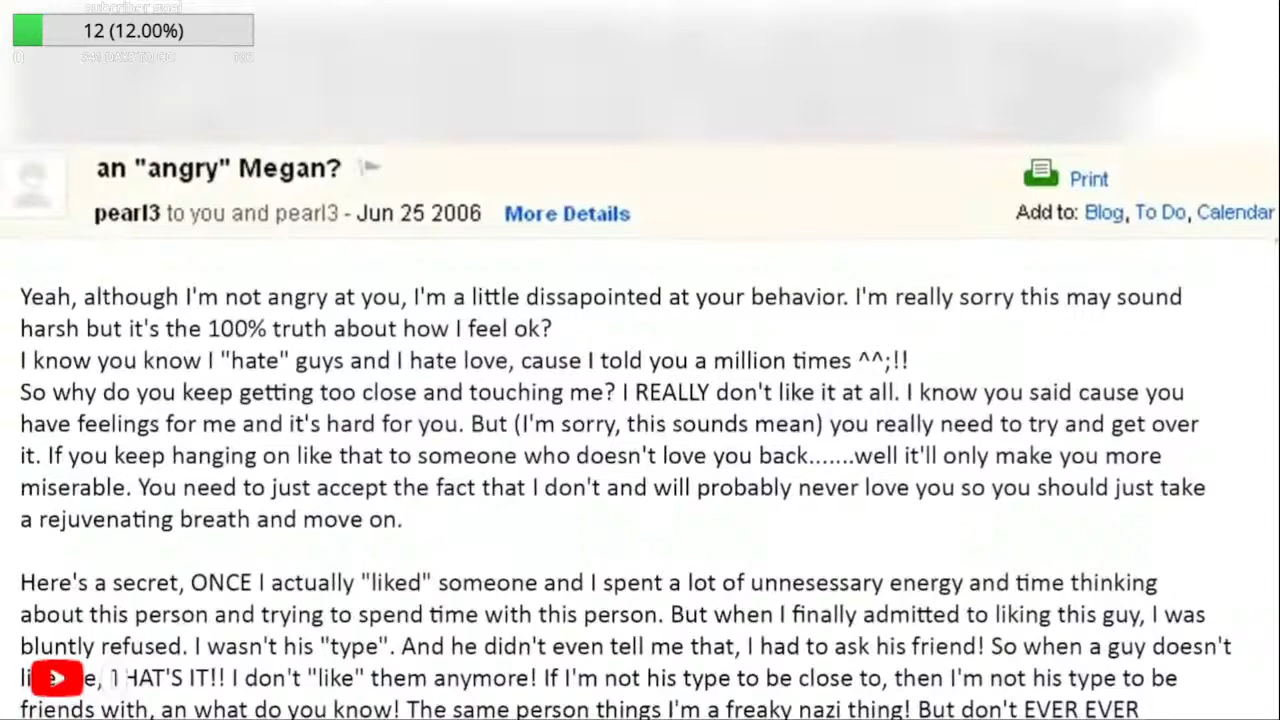 subscriber goal
12 (12.00%)
0
an "angry" Megan?
Print
pearl3 to you and pearl3 - Jun 25 2006 More Details
Add to: Blog, To Do, Calendar
Yeah, although I'm not angry at you, I'm a little dissapointed at your behavior. I'm really sorry this may sound
harsh but it's the 100% truth about how I feel ok?
I know you know I "hate" guys and I hate love, cause I told you a million times ^^;!!
So why do you keep getting too close and touching me? I REALLY don't like it at all. I know you said cause you
have feelings for me and it's hard for you. But (I'm sorry, this sounds mean) you really need to try and get over
it. If you keep hanging on like that to someone who doesn't love you back.......well it'll only make you more
miserable. You need to just accept the fact that I don't and will probably never love you so you should just take
a rejuvenating breath and move on.
Here's a secret, ONCE I actually "liked" someone and I spent a lot of unnesessary energy and time thinking
about this person and trying to spend time with this person. But when I finally admitted to liking this guy, I was
bluntly refused. I wasn't his "type". And he didn't even tell me that, I had to ask his friend! So when a guy doesn't
IT!! I don't "like" them anymore! If I'm not his type to be close to, then I'm not his type to be
friends with, an what do you know! The same person things I'm a freaky nazi thing! But don't EVER EVER